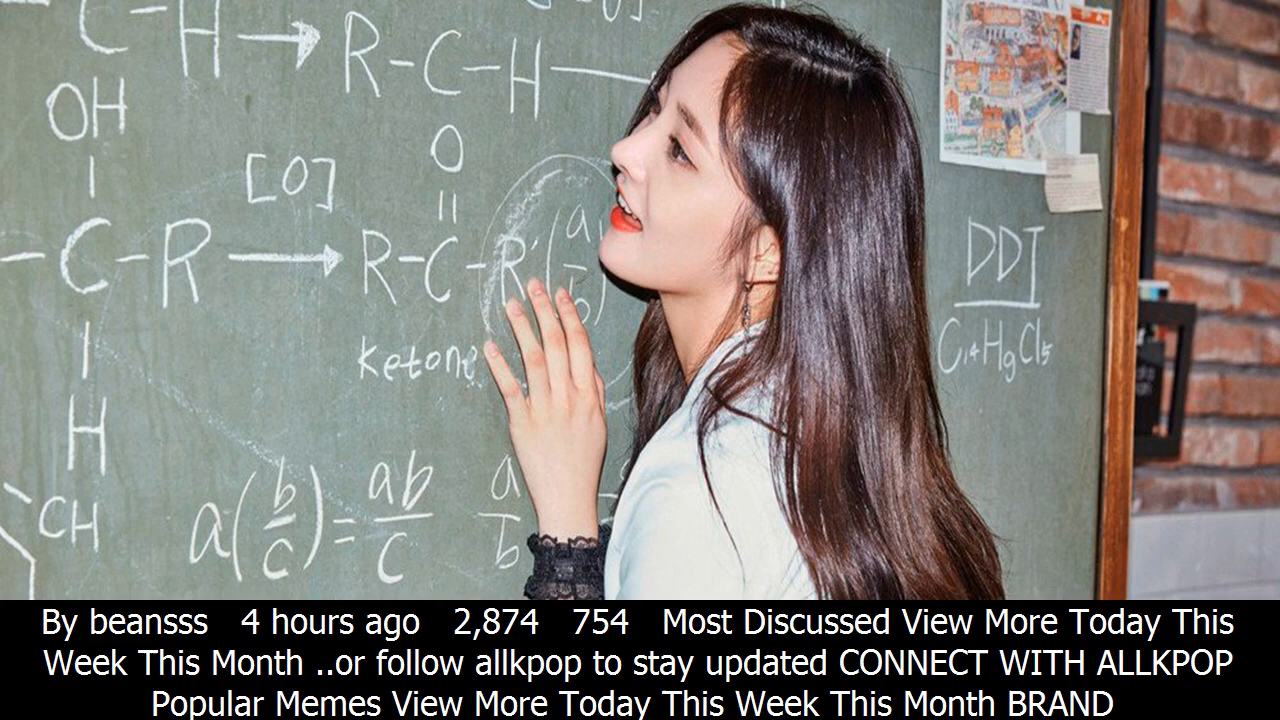 C-H → R-C-H
OH
O
[O]
=
-C-R → R-C-R'
a
ketone
H
CH
a(b/c)=ab/c
a
b
DDT
C14H9Cl5
By beansss 4 hours ago 2,874 754 Most Discussed View More Today This
Week This Month ..or follow allkpop to stay updated CONNECT WITH ALLKPOP
Popular Memes View More Today This Week This Month BRAND